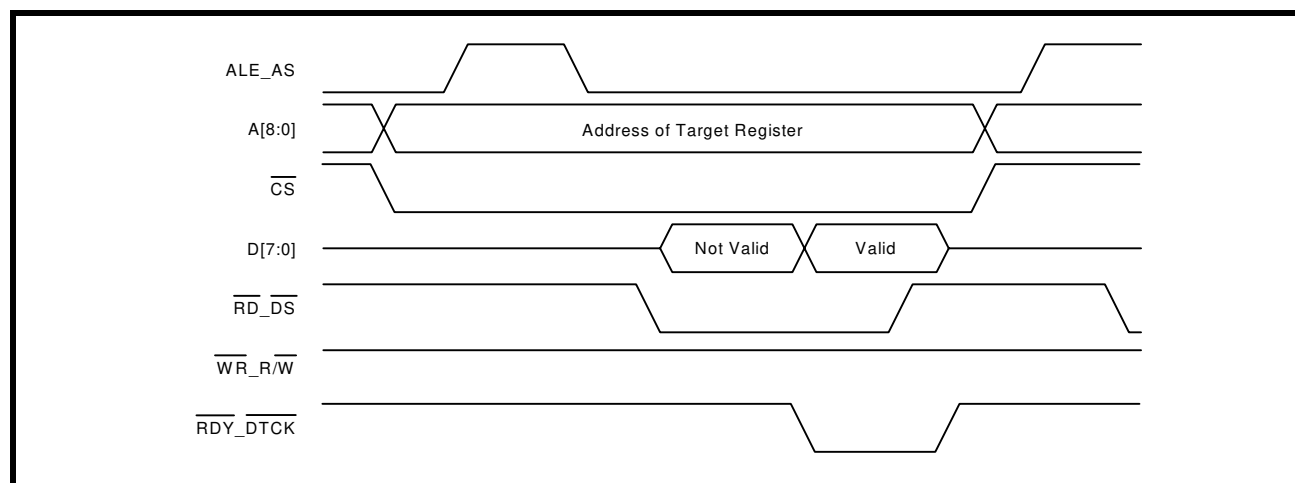 ALE_AS
A[8:0]
Address of Target Register
CS
D[7:0]
Not Valid
Valid
RD_DS
WR_R/W
RDY_DTCK